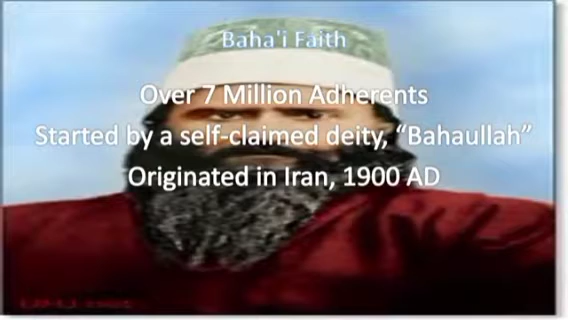 Baha'i Faith
Over 7 Million Adherents
Started by a self-claimed deity, “Bahaullah”
Originated in Iran, 1900 AD